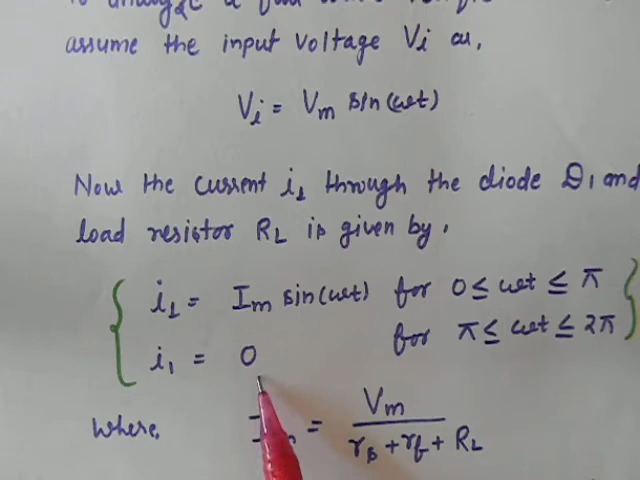 assume the input voltage Vi as,
Vi = Vm sin(ωt)
Now the current i1 through the diode D1 and
load resistor RL is given by.
i1 = Im sin(ωt) for 0 ≤ ωt ≤ π
i1 = 0 for π ≤ ωt ≤ 2π
Where, = Vm / rs + rf + RL